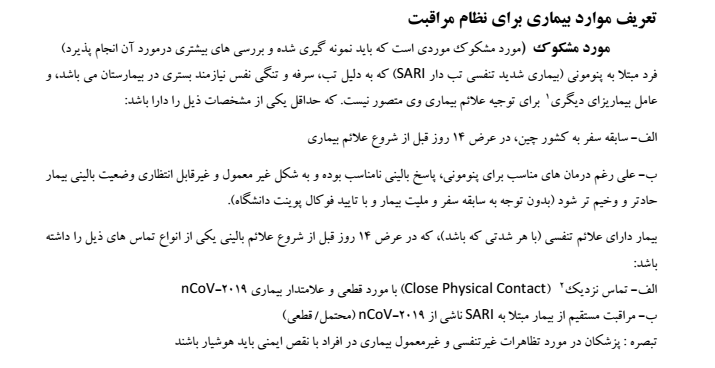 تعریف موارد بیماری برای نظام مراقبت
مورد مشکوک (مورد مشکوک موردی است که باید نمونه گیری شده و بررسی های بیشتری درمورد آن انجام پذیرد)
فرد مبتلا به پنومونی (بیماری شدید تنفسی تب دار SARI) که به دلیل تب، سرفه و تنگی نفس نیازمند بستری در بیمارستان می باشد، و
عامل بیماریزای دیگری۱ برای توجیه علائم بیماری وی متصور نیست. که حداقل یکی از مشخصات ذیل را دارا باشد:
الف- سابقه سفر به کشور چین، در عرض ۱۴ روز قبل از شروع علائم بیماری
ب- علی رغم درمان های مناسب برای پنومونی، پاسخ بالینی نامناسب بوده و به شکل غیر معمول و غیرقابل انتظاری وضعیت بالینی بیمار
حادتر و وخیم تر شود (بدون توجه به سابقه سفر و ملیت بیمار و با تایید فوکال پوینت دانشگاه).
بیمار دارای علائم تنفسی (با هر شدتی که باشد)، که در عرض ۱۴ روز قبل از شروع علائم بالینی یکی از انواع تماس های ذیل را داشته
باشد:
الف- تماس نزدیک۲ (Close Physical Contact) با مورد قطعی و علامتدار بیماری nCoV-۲۰۱۹
ب- مراقبت مستقیم از بیمار مبتلا به SARI ناشی از nCoV-۲۰۱۹ (محتمل/ قطعی)
تبصره : پزشکان در مورد تظاهرات غیرتنفسی و غیرمعمول بیماری در افراد با نقص ایمنی باید هوشیار باشند